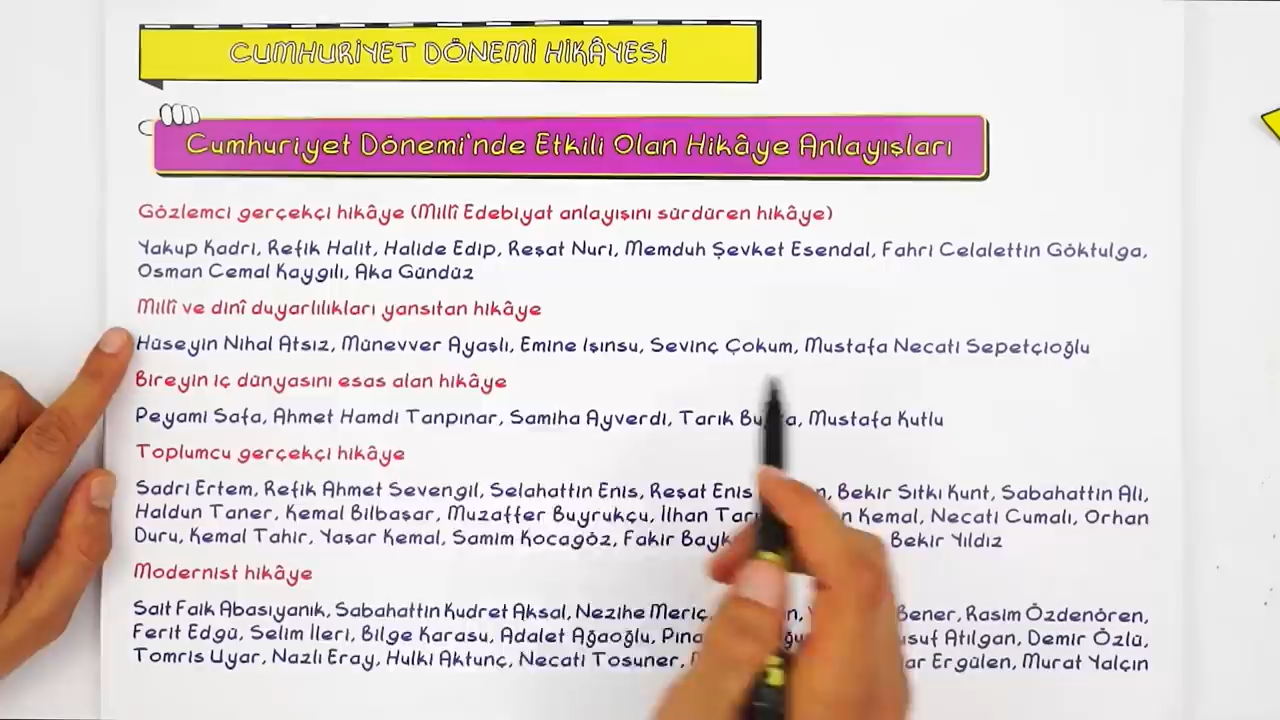 CUMHURİYET DÖNEMİ HİKÂYESİ
Cumhuriyet Dönemi'nde Etkili Olan Hikâye Anlayışları
Gözlemci gerçekçi hikâye (Millî Edebiyat anlayışını sürdüren hikâye)
Yakup Kadri, Refik Halit, Halide Edip, Reşat Nuri, Memduh Şevket Esendal, Fahri Celalettin Göktulga,
Osman Cemal Kaygılı, Aka Gündüz
Millî ve dinî duyarlılıkları yansıtan hikâye
Hüseyin Nihal Atsız, Münevver Ayaşlı, Emine Işınsu, Sevinç Çokum, Mustafa Necati Sepetçioğlu
Bireyin iç dünyasını esas alan hikâye
Peyami Safa, Ahmet Hamdi Tanpınar, Samiha Ayverdi, Tarık Mustafa Kutlu
Toplumcu gerçekçi hikâye
Sadri Ertem, Refik Ahmet Sevengil, Selahattin Enis, Reşat Enis Bekir Sıtkı Kunt, Sabahattin Ali,
Haldun Taner, Kemal Bilbaşar, Muzaffer Buyrukçu, İlhan Kemal, Necati Cumalı, Orhan
Duru, Kemal Tahir, Yaşar Kemal, Samim Kocagöz, Fakir Bekir Yıldız
Modernist hikâye
Sait Faik Abasıyanık, Sabahattin Kudret Aksal, Nezihe Meriç, Bener, Rasim Özdenören,
Ferit Edgü, Selim İleri, Bilge Karasu, Adalet Ağaoğlu, Atılgan, Demir Özlü,
Tomris Uyar, Nazlı Eray, Hulki Aktunç, Necati Tosuner, Ergülen, Murat Yalçın